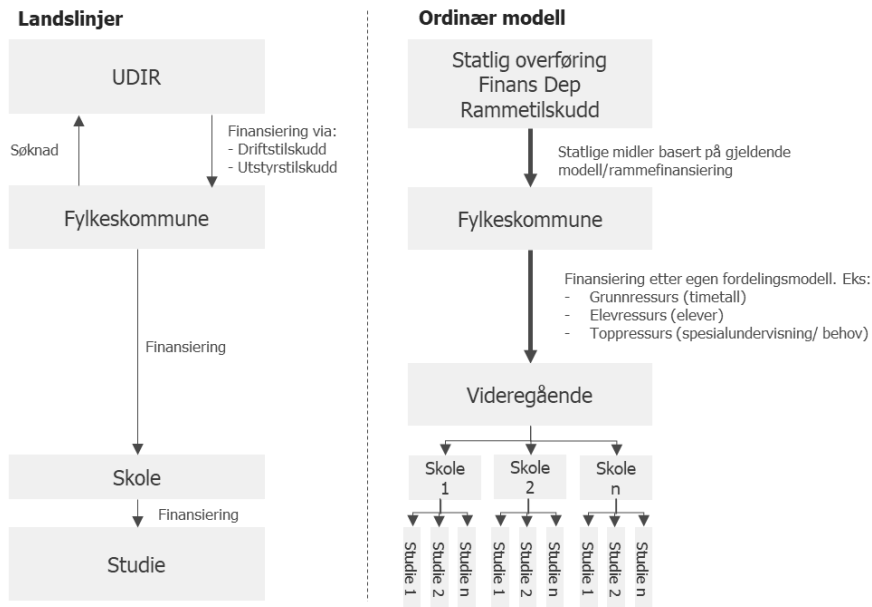 Landslinjer
UDIR
Søknad
Finansiering via:
- Driftstilskudd
- Utstyrstilskudd
Fylkeskommune
Finansiering
Skole
Finansiering
Studie
Ordinær modell
Statlig overføring
Finans Dep
Rammetilskudd
Statlige midler basert på gjeldende
modell/rammefinansiering
Fylkeskommune
Finansiering etter egen fordelingsmodell. Eks:
- Grunnressurs (timetall)
- Elevressurs (elever)
- Toppressurs (spesialundervisning/ behov)
Videregående
Skole
1
Skole
2
Skole
n
Studie 1
Studie 2
Studie n
Studie 1
Studie 2
Studie n
Studie 1
Studie 2
Studie n